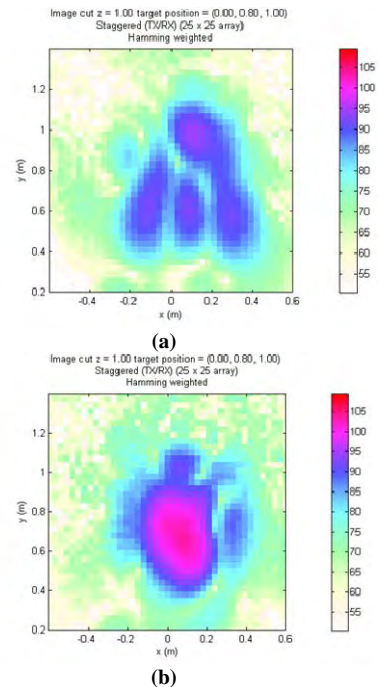 Image cut z = 1.00 target position = (0.00, 0.80, 1.00)
Staggered (TX/RX) (25 x 25 array)
Hamming weighted
y (m)
1.2
1
0.8
0.6
0.4
0.2
-0.4 -0.2 0 0.2 0.4 0.6
x (m)
105
100
95
90
85
80
75
70
65
60
55
(a)
Image cut z = 1.00 target position = (0.00, 0.80, 1.00)
Staggered (TX/RX) (25 x 25 array)
Hamming weighted
y (m)
1.2
1
0.8
0.6
0.4
0.2
-0.4 -0.2 0 0.2 0.4 0.6
x (m)
105
100
95
90
85
80
75
70
65
60
55
(b)